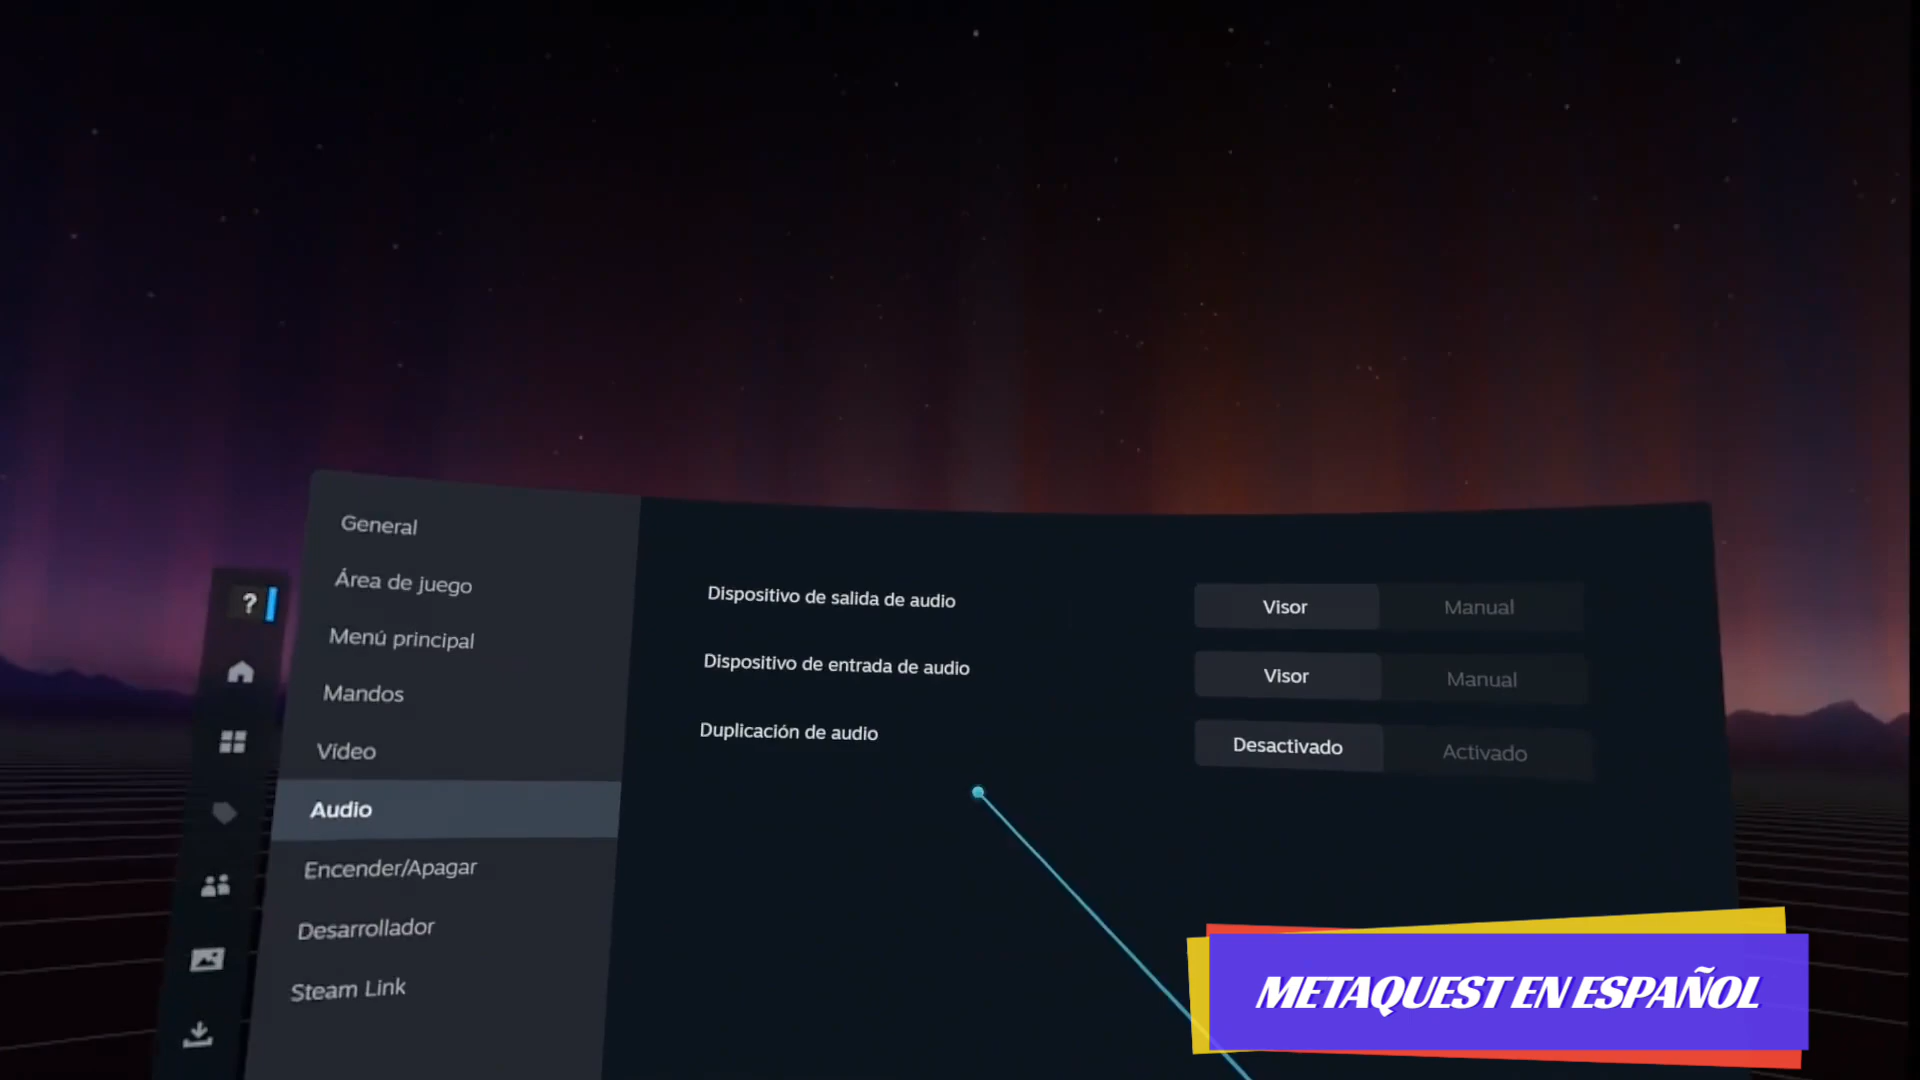 General
Área de juego
Menú principal
Mandos
Vídeo
Audio
Encender/Apagar
Desarrollador
Steam Link
?
Dispositivo de salida de audio
Visor
Manual
Dispositivo de entrada de audio
Visor
Manual
Duplicación de audio
Desactivado
Activado
METAQUEST EN ESPAÑOL